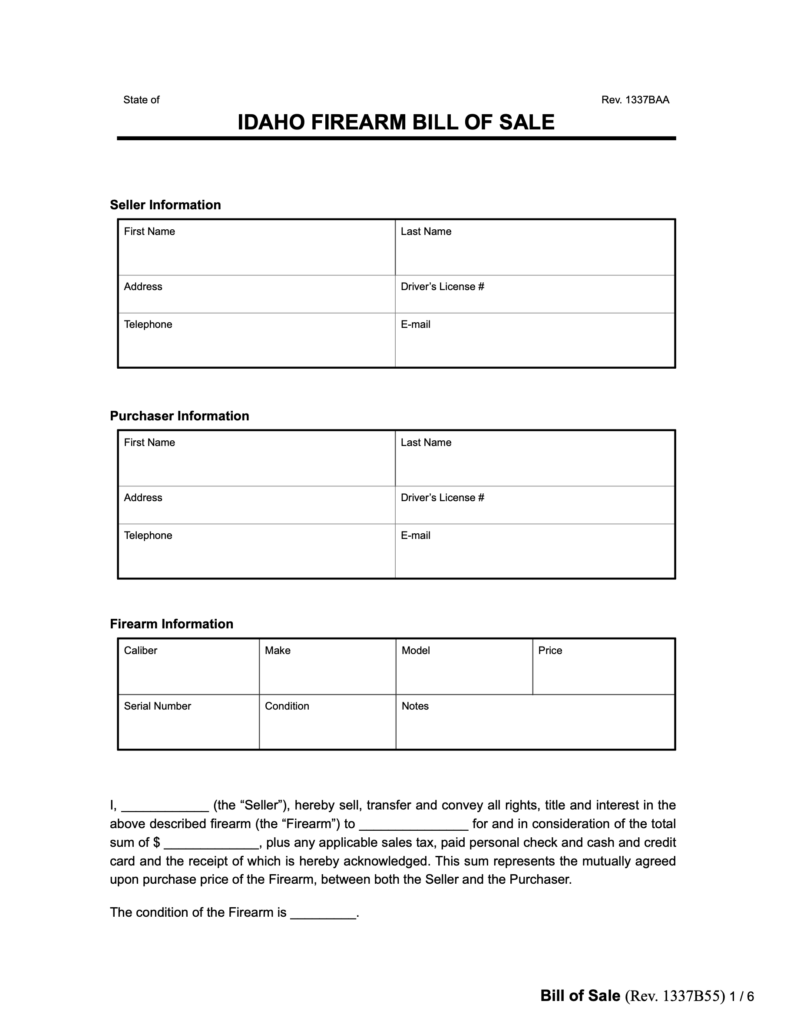 State of Rev. 1337BAA
IDAHO FIREARM BILL OF SALE
Seller Information
First Name Last Name
Address Driver’s License #
Telephone E-mail
Purchaser Information
First Name Last Name
Address Driver’s License #
Telephone E-mail
Firearm Information
Caliber Make Model Price
Serial Number Condition Notes
I, ____________ (the “Seller”), hereby sell, transfer and convey all rights, title and interest in the
above described firearm (the “Firearm”) to _______________ for and in consideration of the total
sum of $ _____________, plus any applicable sales tax, paid personal check and cash and credit
card and the receipt of which is hereby acknowledged. This sum represents the mutually agreed
upon purchase price of the Firearm, between both the Seller and the Purchaser.
The condition of the Firearm is _________.
Bill of Sale (Rev. 1337B55) 1 / 6